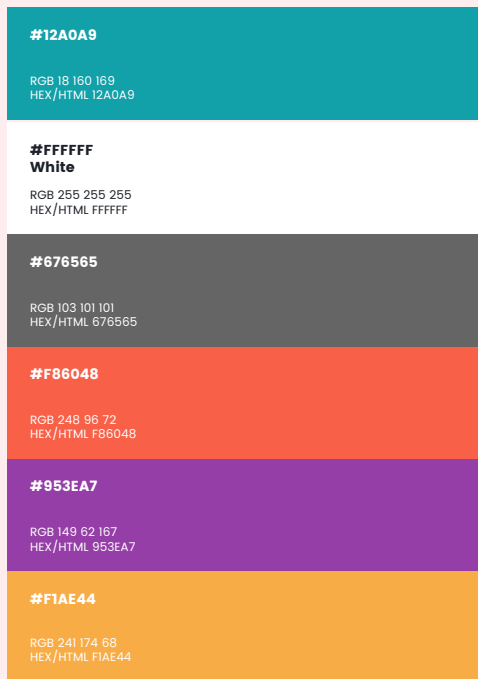 #12A0A9
RGB 18 160 169
HEX/HTML 12A0A9
#FFFFFF
White
RGB 255 255 255
HEX/HTML FFFFFF
#676565
RGB 103 101 101
HEX/HTML 676565
#F86048
RGB 248 96 72
HEX/HTML F86048
#953EA7
RGB 149 62 167
HEX/HTML 953EA7
#F1AE44
RGB 241 174 68
HEX/HTML F1AE44